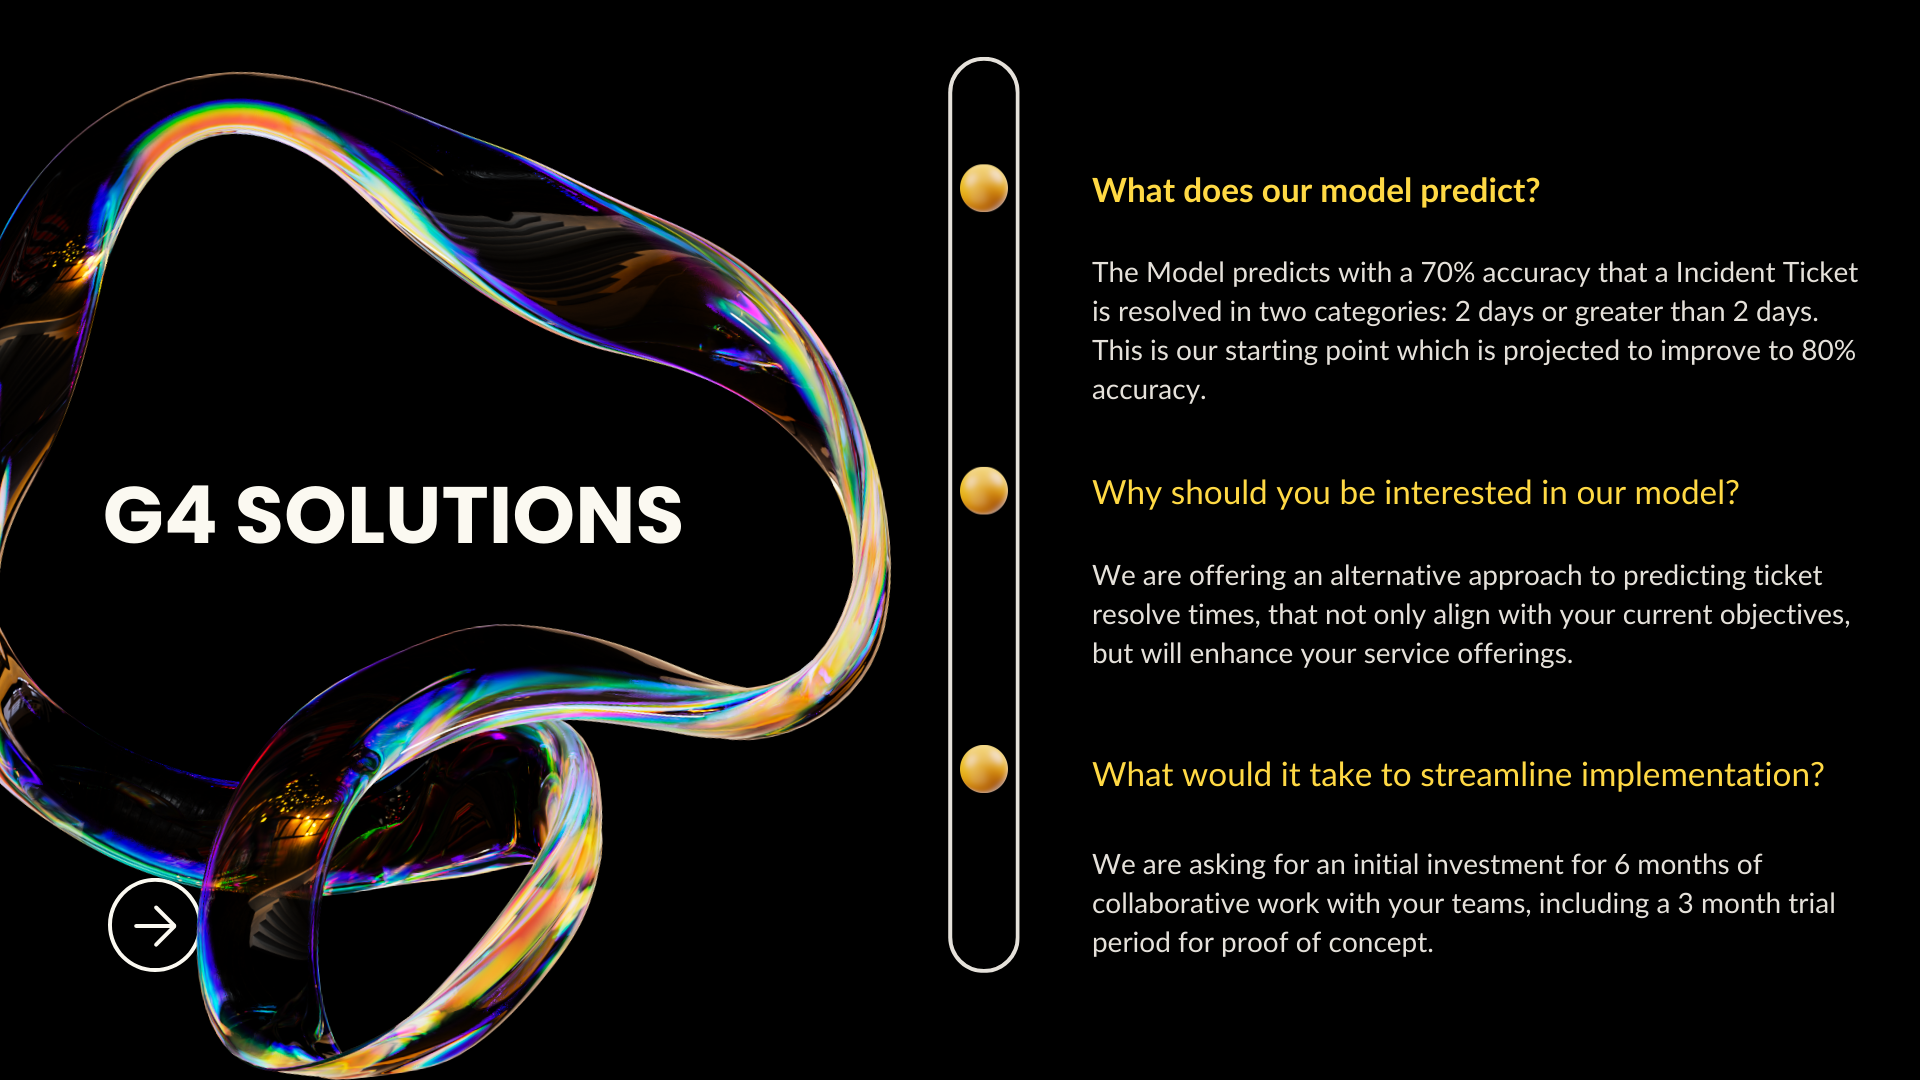 G4 SOLUTIONS
What does our model predict?
The Model predicts with a 70% accuracy that a Incident Ticket
is resolved in two categories: 2 days or greater than 2 days.
This is our starting point which is projected to improve to 80%
accuracy.
Why should you be interested in our model?
We are offering an alternative approach to predicting ticket
resolve times, that not only align with your current objectives,
but will enhance your service offerings.
What would it take to streamline implementation?
We are asking for an initial investment for 6 months of
collaborative work with your teams, including a 3 month trial
period for proof of concept.